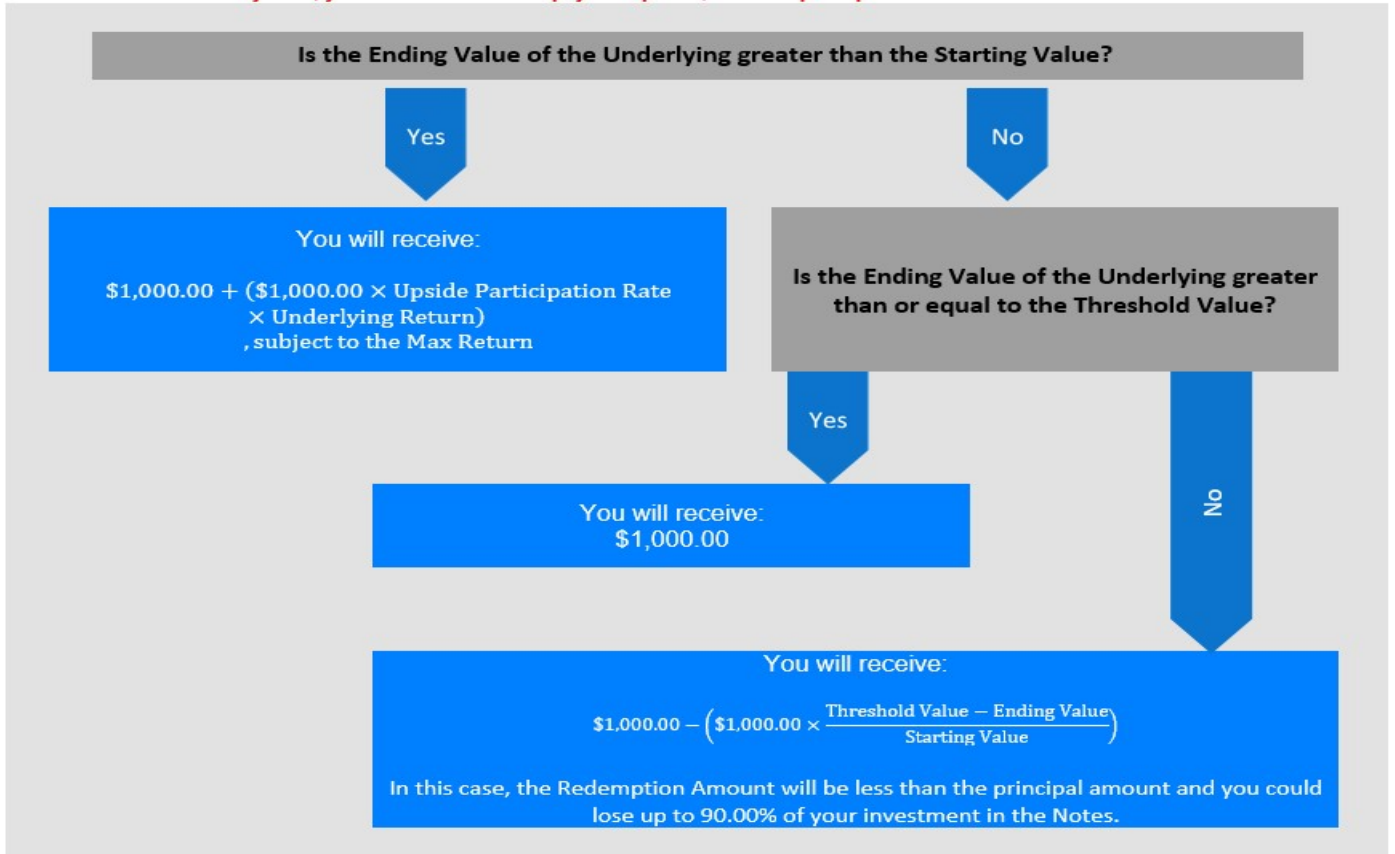 Is the Ending Value of the Underlying greater than the Starting Value?
Yes
No
You will receive:
$1,000.00 + ($1,000.00 × Upside Participation Rate
× Underlying Return)
, subject to the Max Return
Is the Ending Value of the Underlying greater
than or equal to the Threshold Value?
Yes
You will receive:
$1,000.00
No
You will receive:
$1,000.00 − ($1,000.00 × Threshold Value − Ending Value / Starting Value)
In this case, the Redemption Amount will be less than the principal amount and you could
lose up to 90.00% of your investment in the Notes.